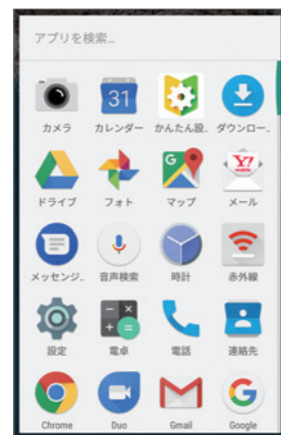 アプリを検索...
31
カメラ
カレンダー
かんたん設..
ダウンロー..
G
Y!
mobile
ドライブ
フォト
マップ
メール
メッセンジ..
音声検索
時計
赤外線
設定
電卓
電話
連絡先
G
Chrome
Duo
Gmail
Google